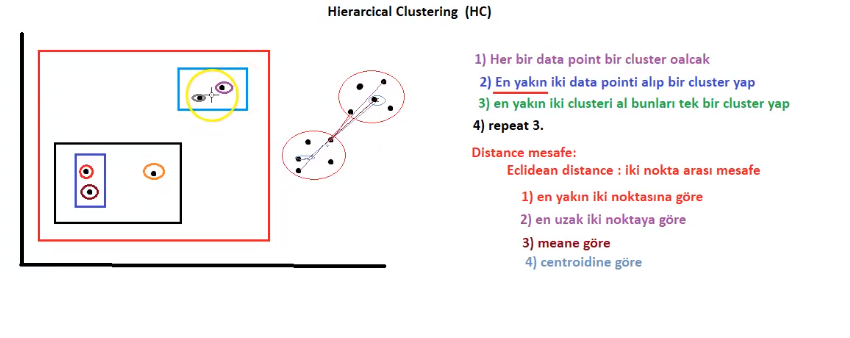 Hierarcical Clustering (HC)
1) Her bir data point bir cluster oalcak
2) En yakın iki data pointi alıp bir cluster yap
3) en yakın iki clusteri al bunları tek bir cluster yap
4) repeat 3.
Distance mesafe:
Eclidean distance : iki nokta arası mesafe
1) en yakın iki noktasına göre
2) en uzak iki noktaya göre
3) meane göre
4) centroidine göre